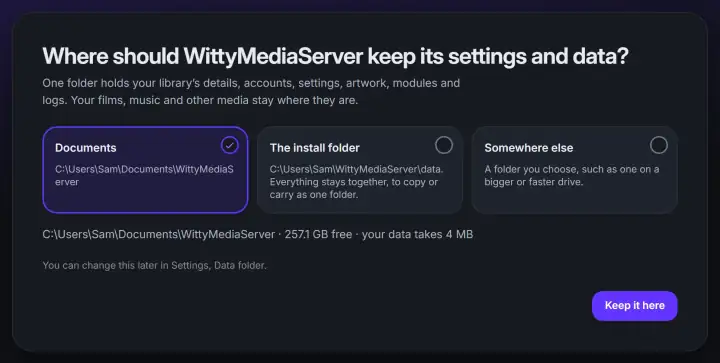 Where should WittyMediaServer keep its settings and data?
One folder holds your library's details, accounts, settings, artwork, modules and
logs. Your films, music and other media stay where they are.
Documents
C:\Users\Sam\Documents\WittyMediaS
erver
The install folder
C:\Users\Sam\WittyMediaServer\data.
Everything stays together, to copy or
carry as one folder.
Somewhere else
A folder you choose, such as one on a
bigger or faster drive.
C:\Users\Sam\Documents\WittyMediaServer · 257.1 GB free · your data takes 4 MB
You can change this later in Settings, Data folder.
Keep it here